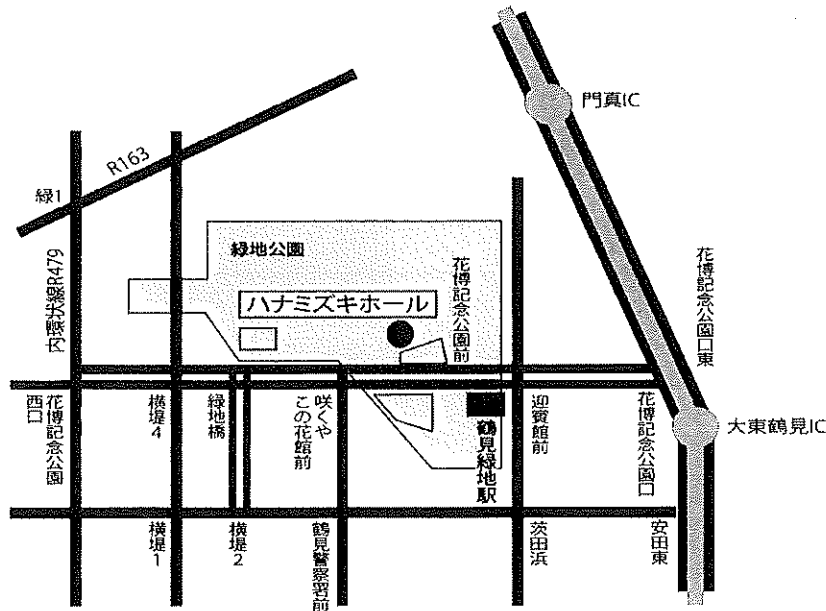 門真IC
R163
緑1
内環状線R479
緑地公園
花博記念公園前
ハナミズキホール
花博記念公園口東
花博記念公園
西口
横堤4
緑地橋
咲くや
この花館前
鶴見緑地駅
迎賓館前
花博記念公園口
大東鶴見IC
横堤1
横堤2
鶴見警察署前
茨田浜
安田東